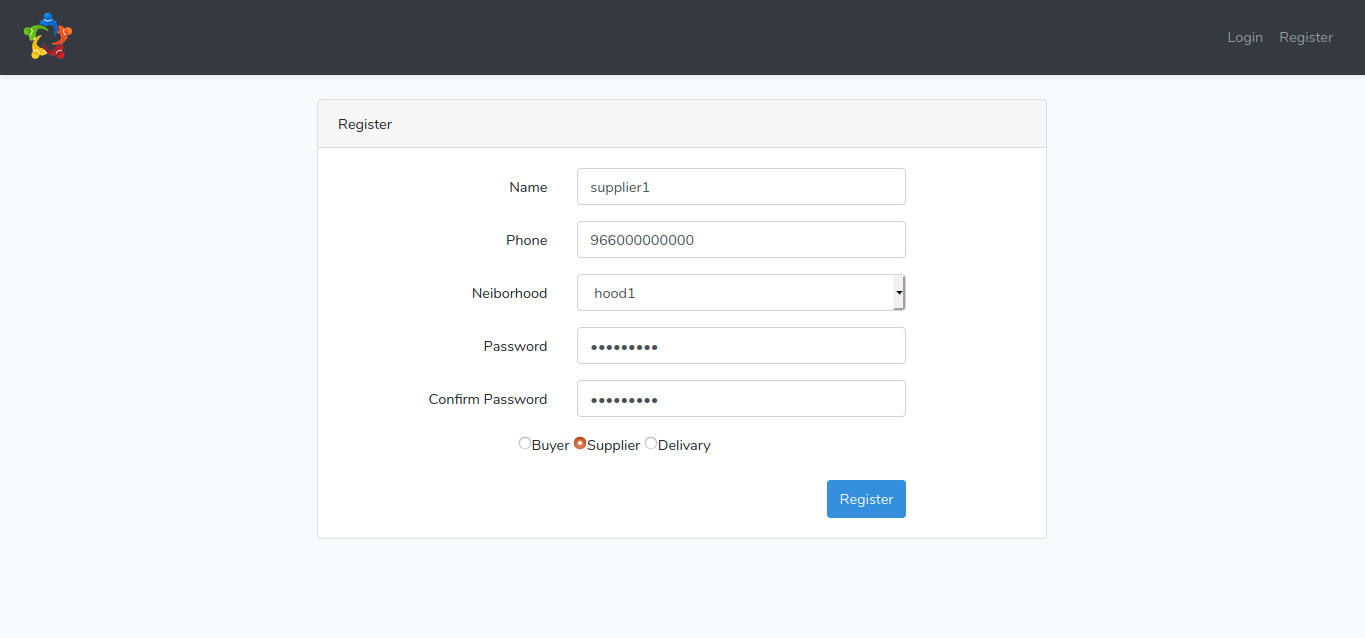 Login Register
Register
Name supplier1
Phone 966000000000
Neiborhood hood1
Password •••••••••
Confirm Password •••••••••
Buyer Supplier Delivary
Register